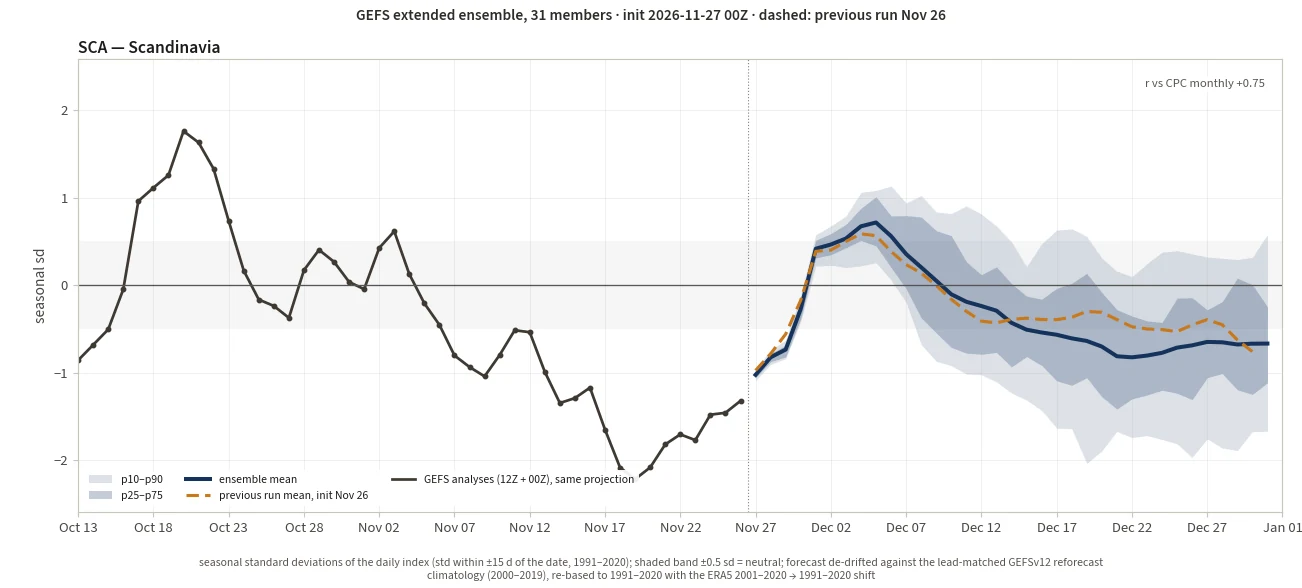 GEFS extended ensemble, 31 members · init 2026-11-27 00Z · dashed: previous run Nov 26
SCA — Scandinavia
r vs CPC monthly +0.75
seasonal sd
2
1
0
−1
−2
p10–p90
p25–p75
ensemble mean
previous run mean, init Nov 26
GEFS analyses (12Z + 00Z), same projection
Oct 13 Oct 18 Oct 23 Oct 28 Nov 02 Nov 07 Nov 12 Nov 17 Nov 22 Nov 27 Dec 02 Dec 07 Dec 12 Dec 17 Dec 22 Dec 27 Jan 01
seasonal standard deviations of the daily index (std within ±15 d of the date, 1991–2020); shaded band ±0.5 sd = neutral; forecast de-drifted against the lead-matched GEFSv12 reforecast
climatology (2000–2019), re-based to 1991–2020 with the ERA5 2001–2020 → 1991–2020 shift